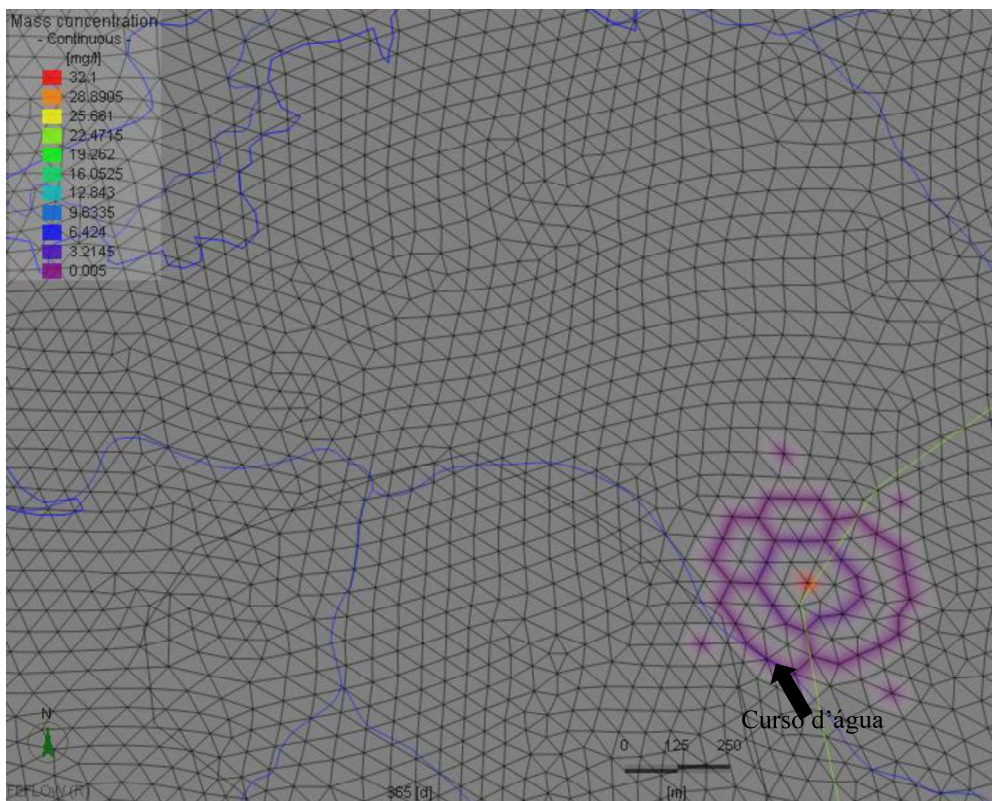 Mass concentration
- Continuous -
[mg/l]
32.1
28.8905
25.661
22.4715
19.262
16.0525
12.843
9.6335
6.424
3.2145
0.005
Curso d'água
N
0 125 250
FEFLOW (R)
365 [d]
[m]